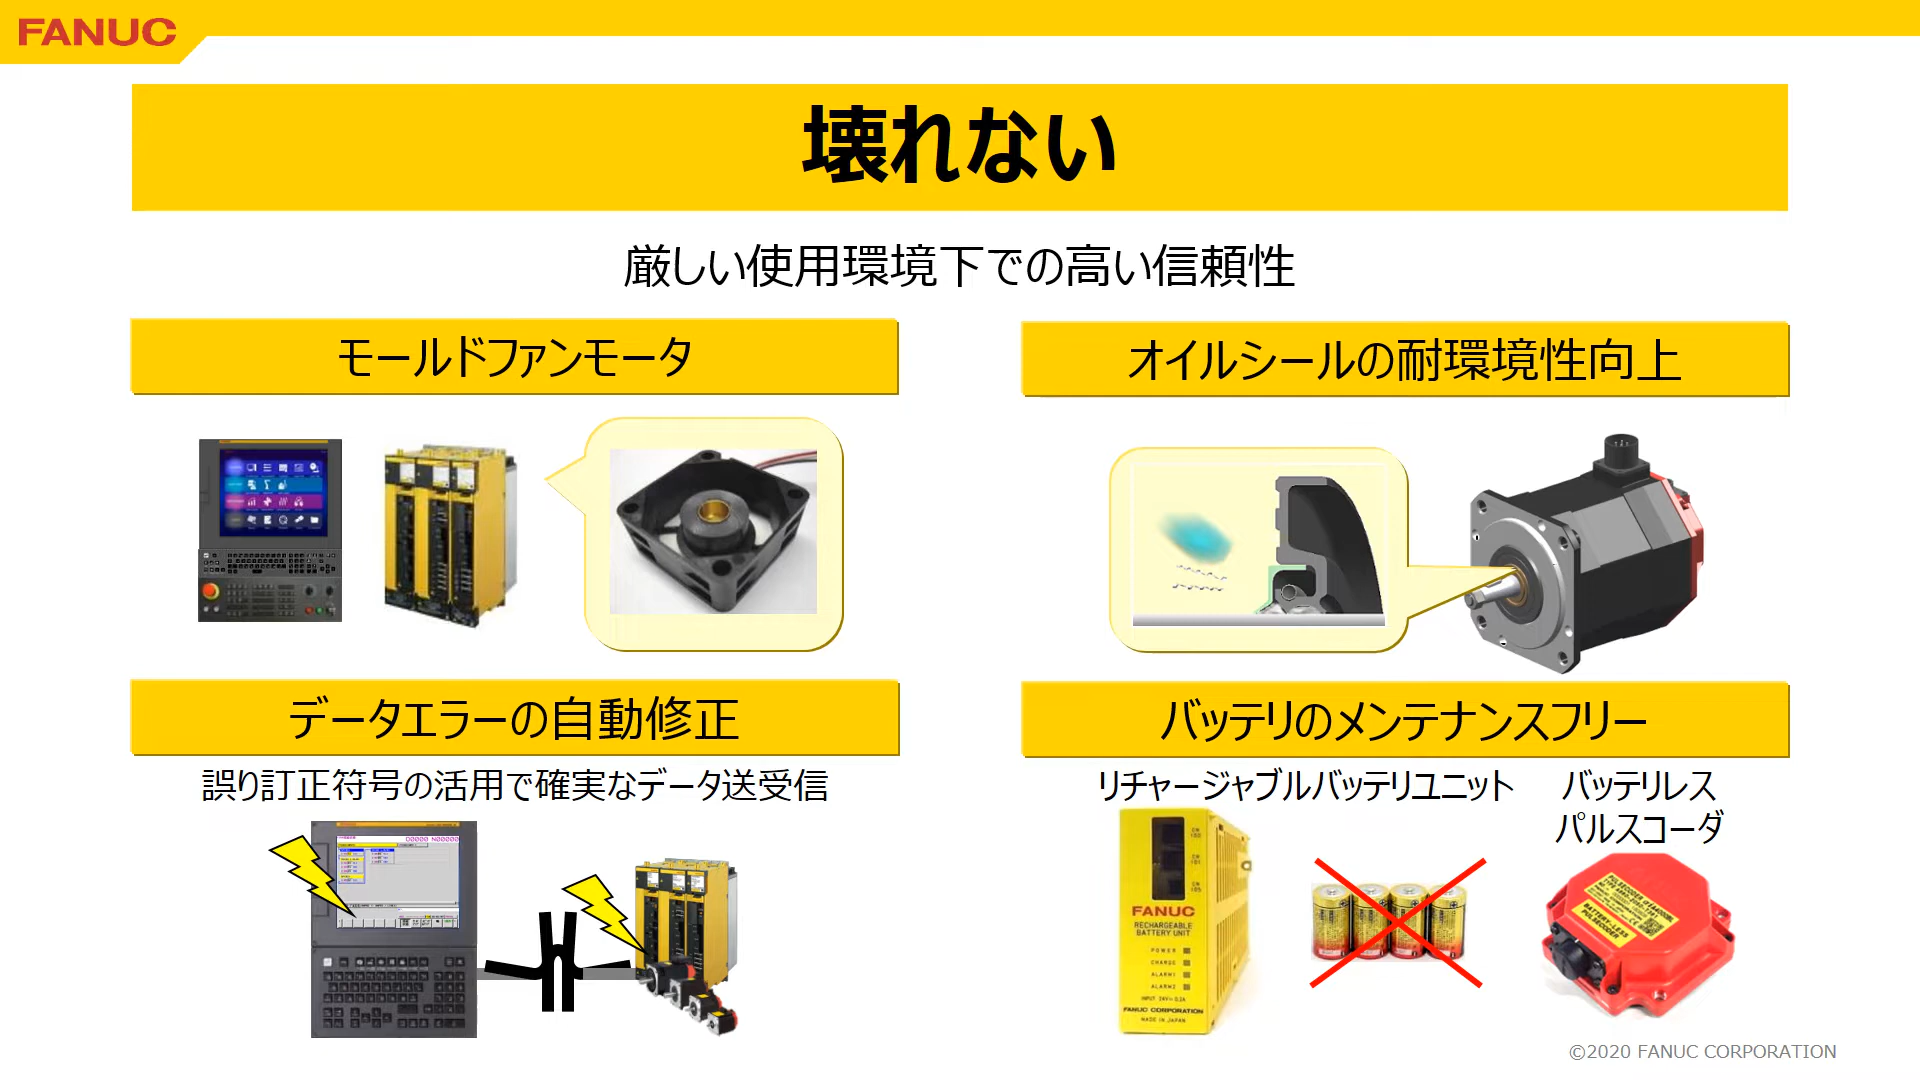 FANUC
壊れない
厳しい使用環境下での高い信頼性
モールドファンモータ
オイルシールの耐環境性向上
データエラーの自動修正
誤り訂正符号の活用で確実なデータ送受信
バッテリのメンテナンスフリー
リチャージャブルバッテリユニット
バッテリレス
パルスコーダ
FANUC
RECHARGEABLE
BATTERY UNIT
POWER
CHARGE
ALARM1
ALARM2
FANUC CORPORATION
MADE IN JAPAN
BATTERY-LESS
PULSECODER
©2020 FANUC CORPORATION